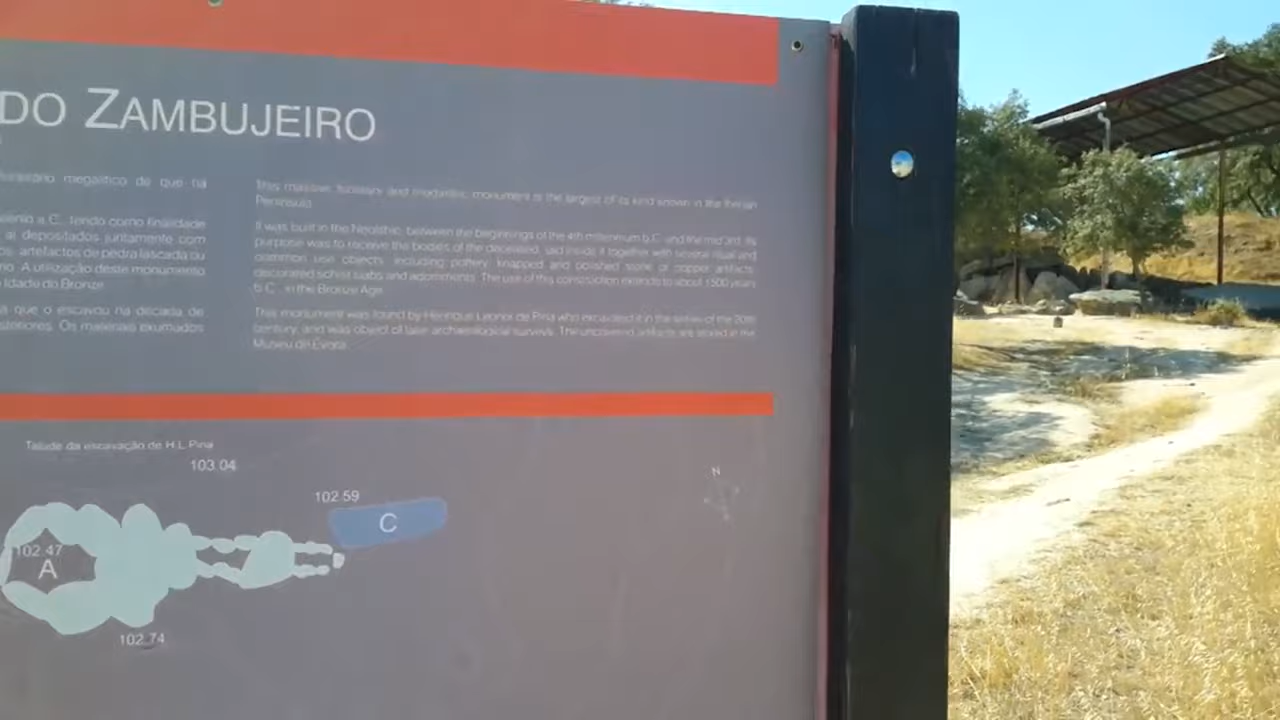 DO ZAMBUJEIRO
funerário megalítico de que há
milénio a.C., tendo como finalidade
aí depositados juntamente com
artefactos de pedra lascada ou
A utilização deste monumento
Idade do Bronze.
que o escavou na década de
Os materiais exumados
This massive funerary and megalithic monument is the largest of its kind known in the Iberian
Peninsula.
It was built in the Neolithic, between the beginnings of the 4th millennium b.C. and the mid 3rd. Its
purpose was to receive the bodies of the deceased, laid inside it together with several ritual and
common use objects, including pottery, knapped and polished stone or copper artifacts,
decorated schist slabs and adornments. The use of this construction extends to about 1500 years
b.C., in the Bronze Age.
This monument was found by Henrique Leonor de Pina who excavated it in the sixties of the 20th
century, and was object of later archaeological surveys. The uncovered artifacts are stored in the
Museu de Évora.
Talude da escavação de H.L. Pina
103.04
102.59
C
N
102.47
A
102.74